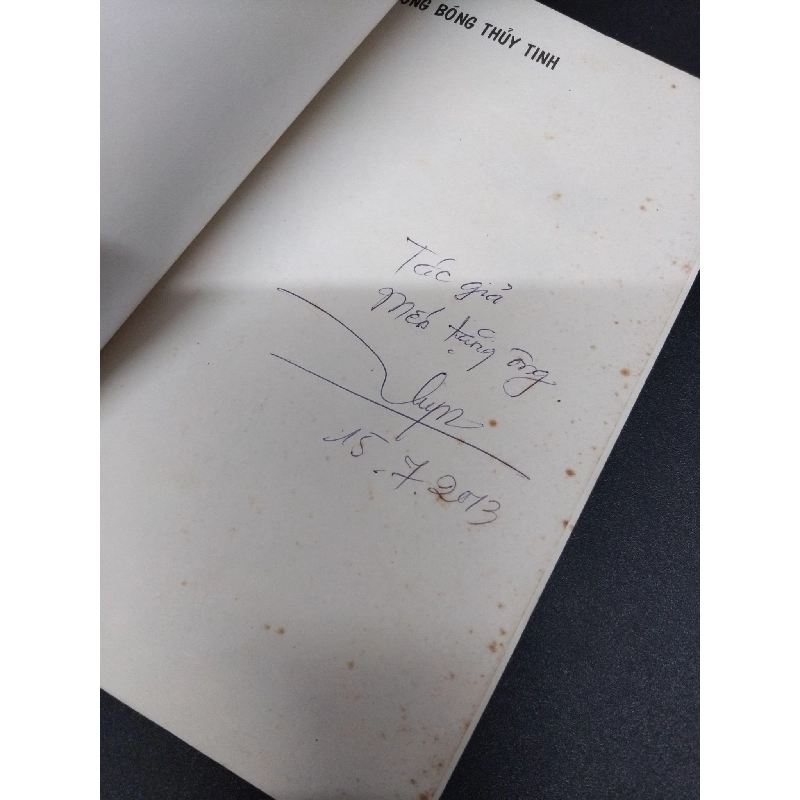 BÓNG THỦY TINH
Tác giả
Mến tặng ông.
15.7.2013